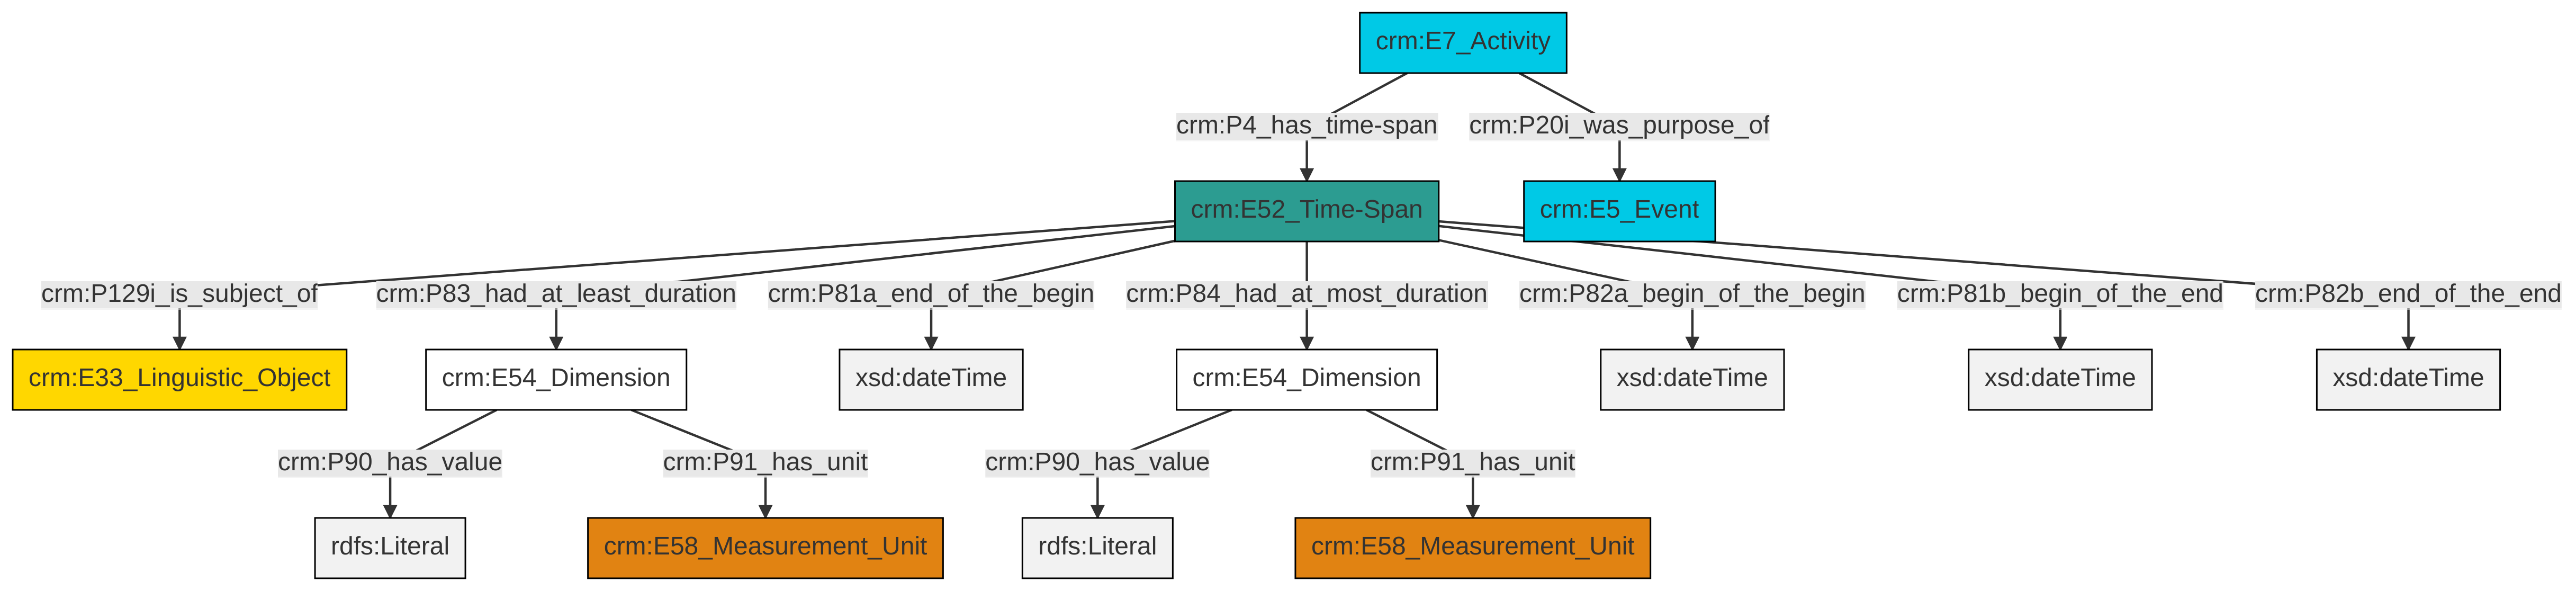 crm:E7_Activity
crm:P4_has_time-span
crm:P20i_was_purpose_of
crm:E52_Time-Span
crm:E5_Event
crm:P129i_is_subject_of
crm:P83_had_at_least_duration
crm:P81a_end_of_the_begin
crm:P84_had_at_most_duration
crm:P82a_begin_of_the_begin
crm:P81b_begin_of_the_end
crm:P82b_end_of_the_end
crm:E33_Linguistic_Object
crm:E54_Dimension
xsd:dateTime
crm:E54_Dimension
xsd:dateTime
xsd:dateTime
xsd:dateTime
crm:P90_has_value
crm:P91_has_unit
crm:P90_has_value
crm:P91_has_unit
rdfs:Literal
crm:E58_Measurement_Unit
rdfs:Literal
crm:E58_Measurement_Unit